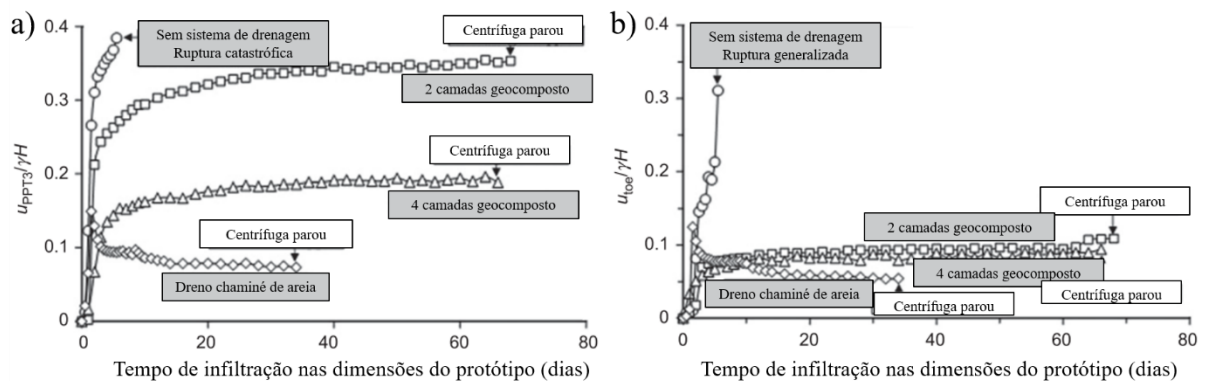 a)
0.4
0.3
0.2
0.1
0
u_PPT3/γH
Sem sistema de drenagem
Ruptura catastrófica
Centrífuga parou
2 camadas geocomposto
Centrífuga parou
4 camadas geocomposto
Centrífuga parou
Dreno chaminé de areia
0 20 40 60 80
Tempo de infiltração nas dimensões do protótipo (dias)
b)
0.4
0.3
0.2
0.1
0
u_toe/γH
Sem sistema de drenagem
Ruptura generalizada
Centrífuga parou
2 camadas geocomposto
4 camadas geocomposto
Dreno chaminé de areia
Centrífuga parou
Centrífuga parou
0 20 40 60 80
Tempo de infiltração nas dimensões do protótipo (dias)